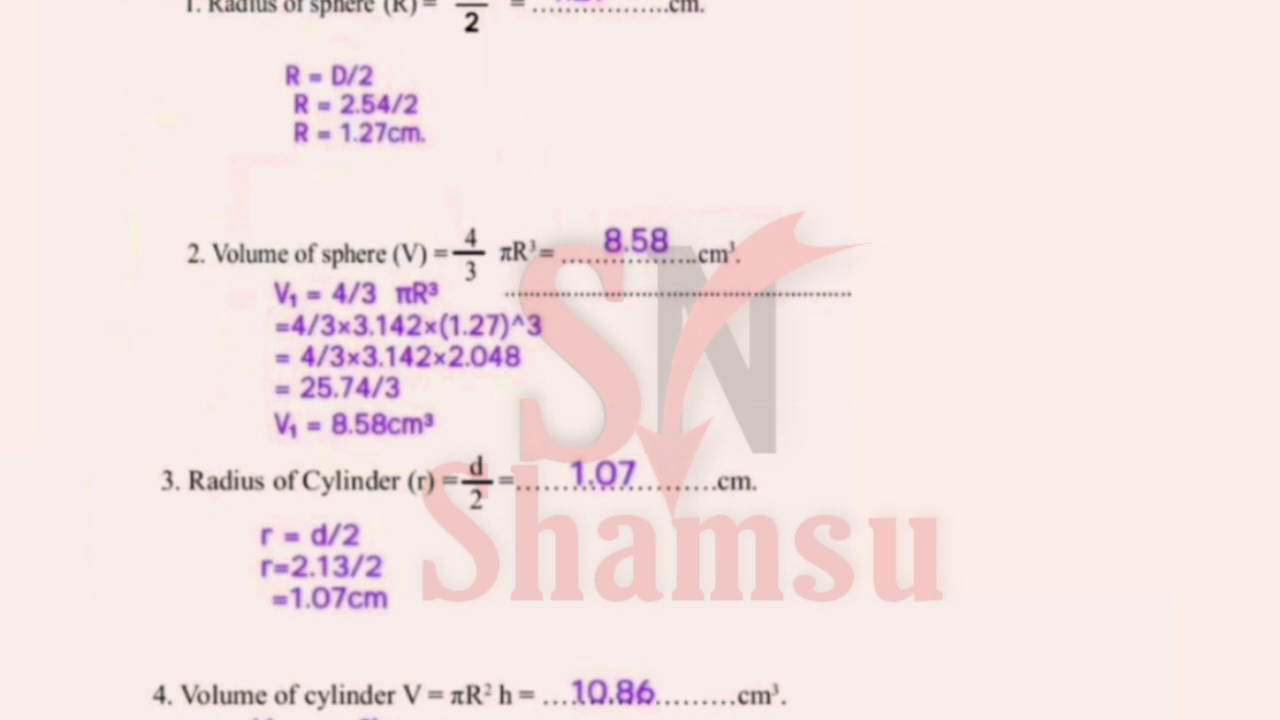 1. Radius of sphere (R) = — = ..................cm.
2
R = D/2
R = 2.54/2
R = 1.27cm.
2. Volume of sphere (V) = 4/3 πR³ = ....8.58....cm³.
V₁ = 4/3 πR³
=4/3×3.142×(1.27)^3
= 4/3×3.142×2.048
= 25.74/3
V₁ = 8.58cm³
3. Radius of Cylinder (r) = d/2 =......1.07..........cm.
r = d/2
r=2.13/2
=1.07cm
SN
Shamsu
4. Volume of cylinder V = πR² h = ....10.86.........cm³.